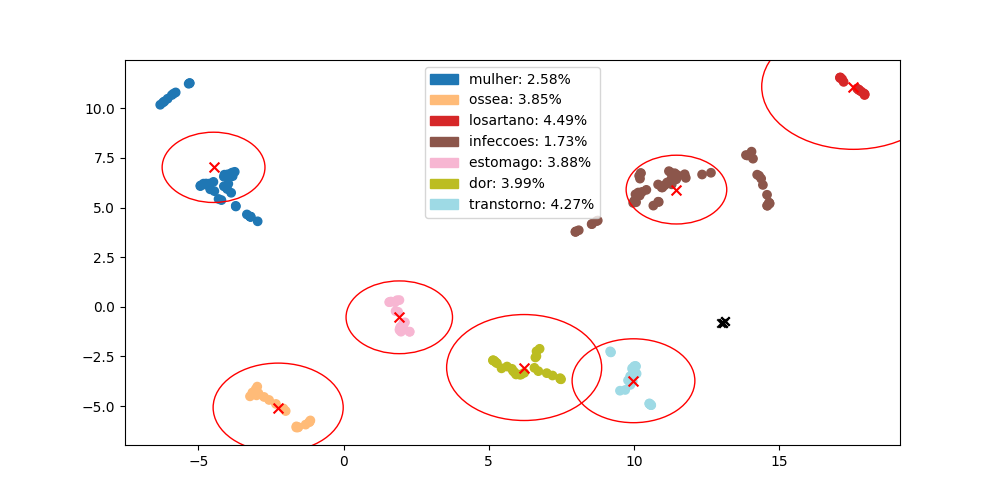 mulher: 2.58%
ossea: 3.85%
losartano: 4.49%
infeccoes: 1.73%
estomago: 3.88%
dor: 3.99%
transtorno: 4.27%
10.0
7.5
5.0
2.5
0.0
−2.5
−5.0
−5 0 5 10 15